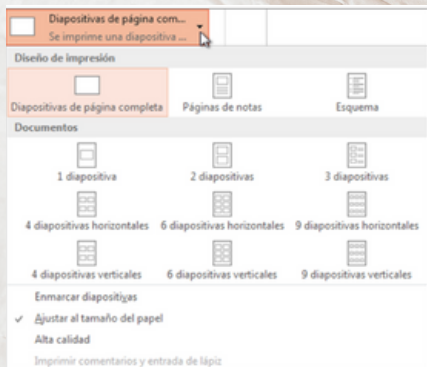 Diapositivas de página com...
Se imprime una diapositiva ...
Diseño de impresión
Diapositivas de página completa Páginas de notas Esquema
Documentos
1 diapositiva 2 diapositivas 3 diapositivas
4 diapositivas horizontales 6 diapositivas horizontales 9 diapositivas horizontales
4 diapositivas verticales 6 diapositivas verticales 9 diapositivas verticales
Enmarcar diapositivas
Ajustar al tamaño del papel
Alta calidad
Imprimir comentarios y entrada de lápiz